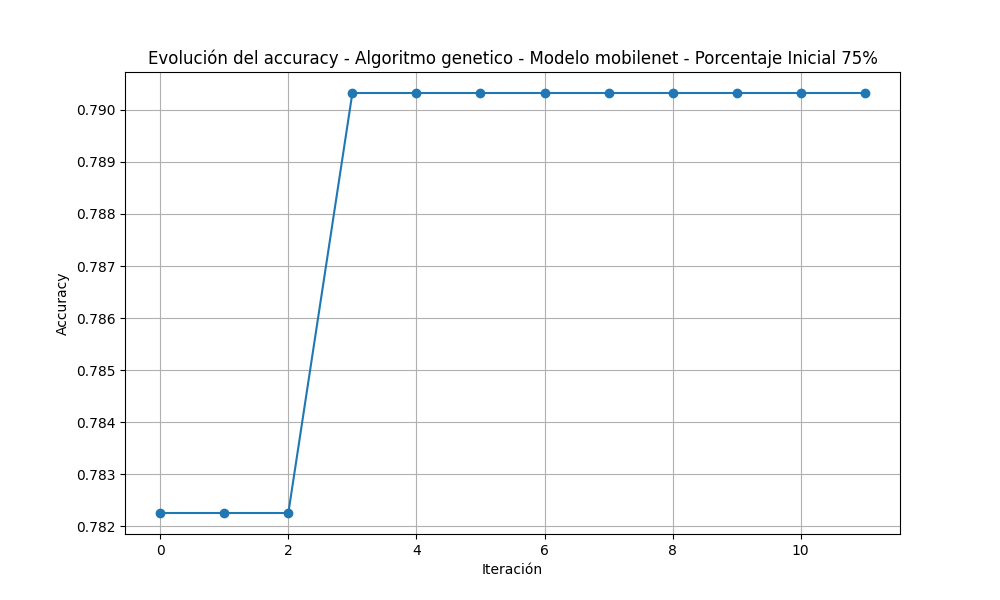 Evolución del accuracy - Algoritmo genetico - Modelo mobilenet - Porcentaje Inicial 75%
0.790
0.789
0.788
0.787
0.786
0.785
0.784
0.783
0.782
Accuracy
0 2 4 6 8 10
Iteración